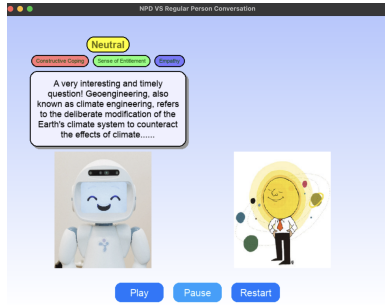 NPD VS Regular Person Conversation
Neutral
Constructive Coping
Sense of Entitlement
Empathy
A very interesting and timely
question! Geoengineering, also
known as climate engineering, refers
to the deliberate modification of the
Earth's climate system to counteract
the effects of climate......
Play
Pause
Restart